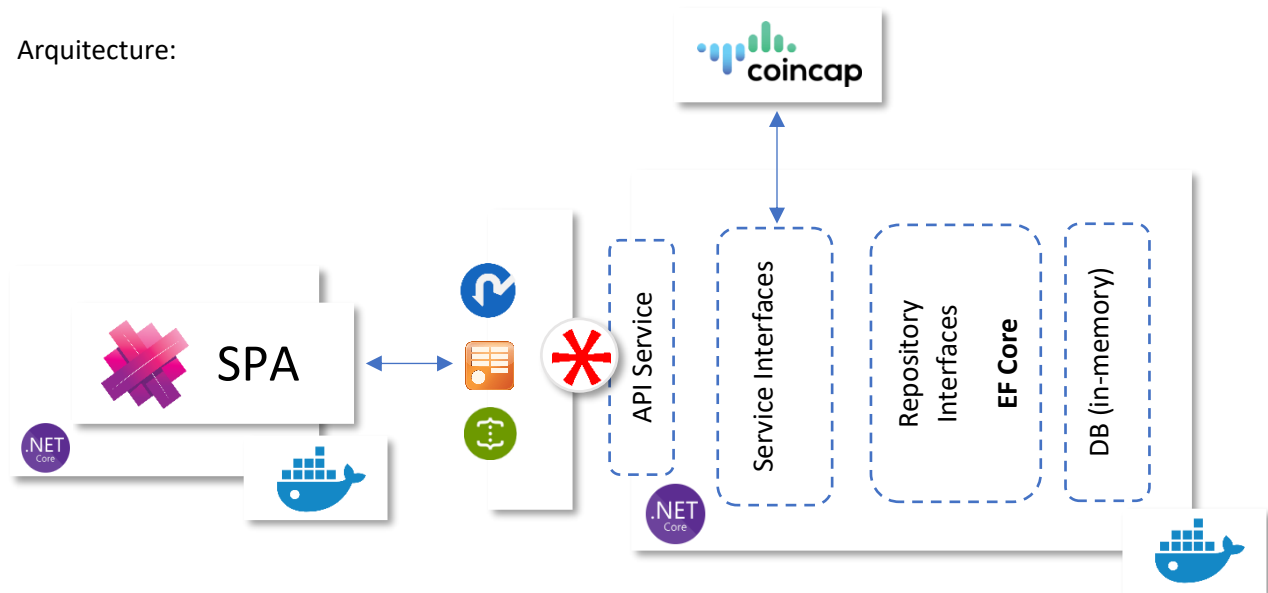 Arquitecture:
coincap
SPA
.NET
Core
API Service
Service Interfaces
Repository
Interfaces
EF Core
DB (in-memory)
.NET
Core